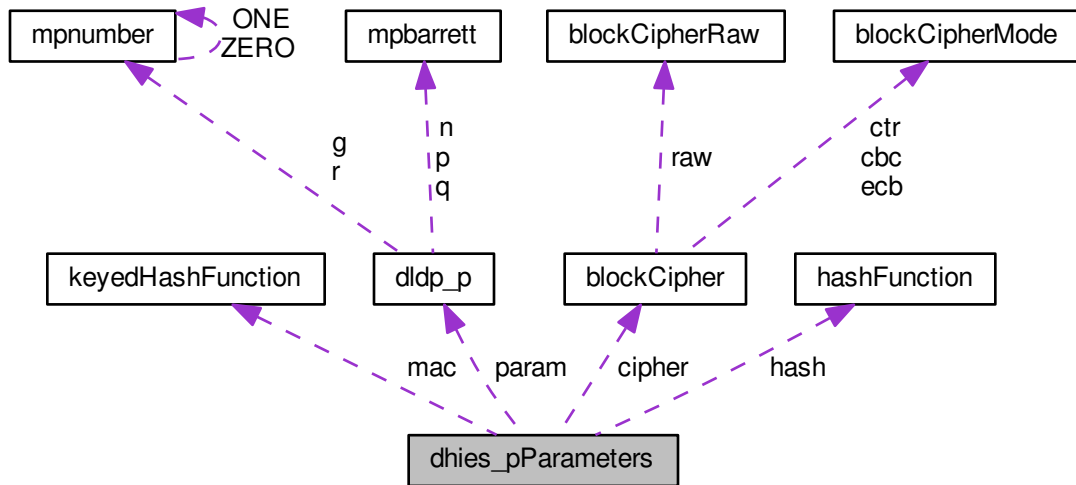 mpnumber
ONE
ZERO
mpbarrett
blockCipherRaw
blockCipherMode
g
r
n
p
q
raw
ctr
cbc
ecb
keyedHashFunction
dldp_p
blockCipher
hashFunction
mac
param
cipher
hash
dhies_pParameters